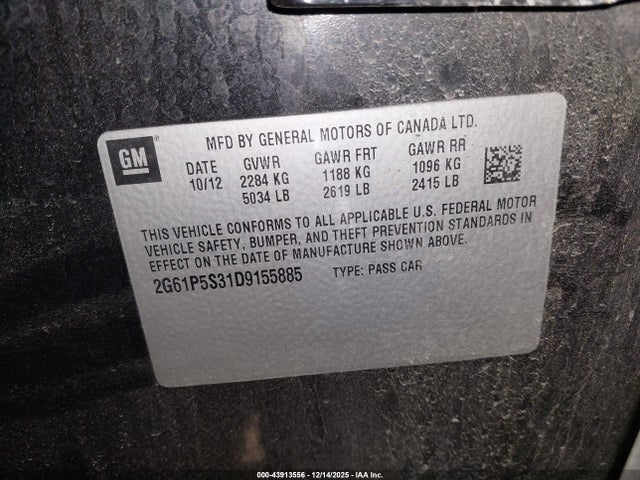 MFD BY GENERAL MOTORS OF CANADA LTD.
GM
DATE GVWR GAWR FRT GAWR RR
10/12 2284 KG 1188 KG 1096 KG
5034 LB 2619 LB 2415 LB
THIS VEHICLE CONFORMS TO ALL APPLICABLE U.S. FEDERAL MOTOR
VEHICLE SAFETY, BUMPER, AND THEFT PREVENTION STANDARDS IN
EFFECT ON THE DATE OF MANUFACTURE SHOWN ABOVE.
2G61P5S31D9155885 TYPE: PASS CAR
000-43913556 - 12/14/2025 - IAA Inc.